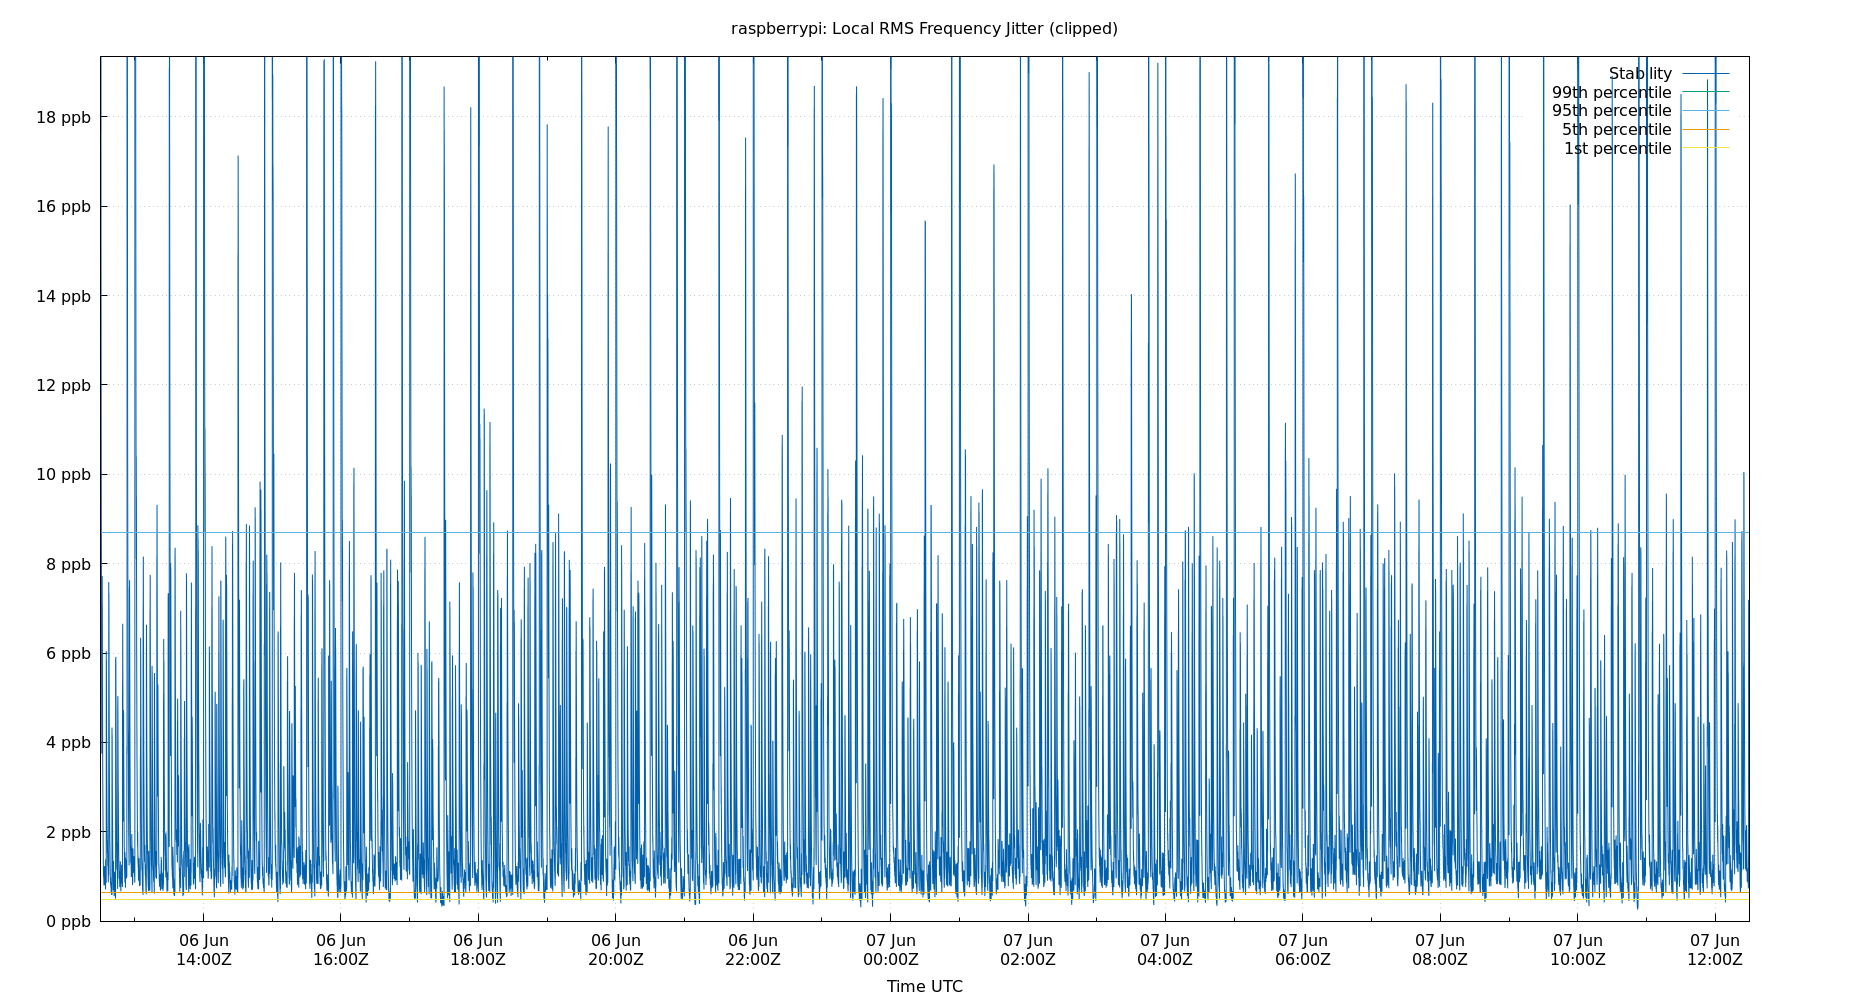 raspberrypi: Local RMS Frequency Jitter (clipped)
Stability
99th percentile
95th percentile
5th percentile
1st percentile
18 ppb
16 ppb
14 ppb
12 ppb
10 ppb
8 ppb
6 ppb
4 ppb
2 ppb
0 ppb
06 Jun 06 Jun 06 Jun 06 Jun 06 Jun 07 Jun 07 Jun 07 Jun 07 Jun 07 Jun 07 Jun 07 Jun
14:00Z 16:00Z 18:00Z 20:00Z 22:00Z 00:00Z 02:00Z 04:00Z 06:00Z 08:00Z 10:00Z 12:00Z
Time UTC